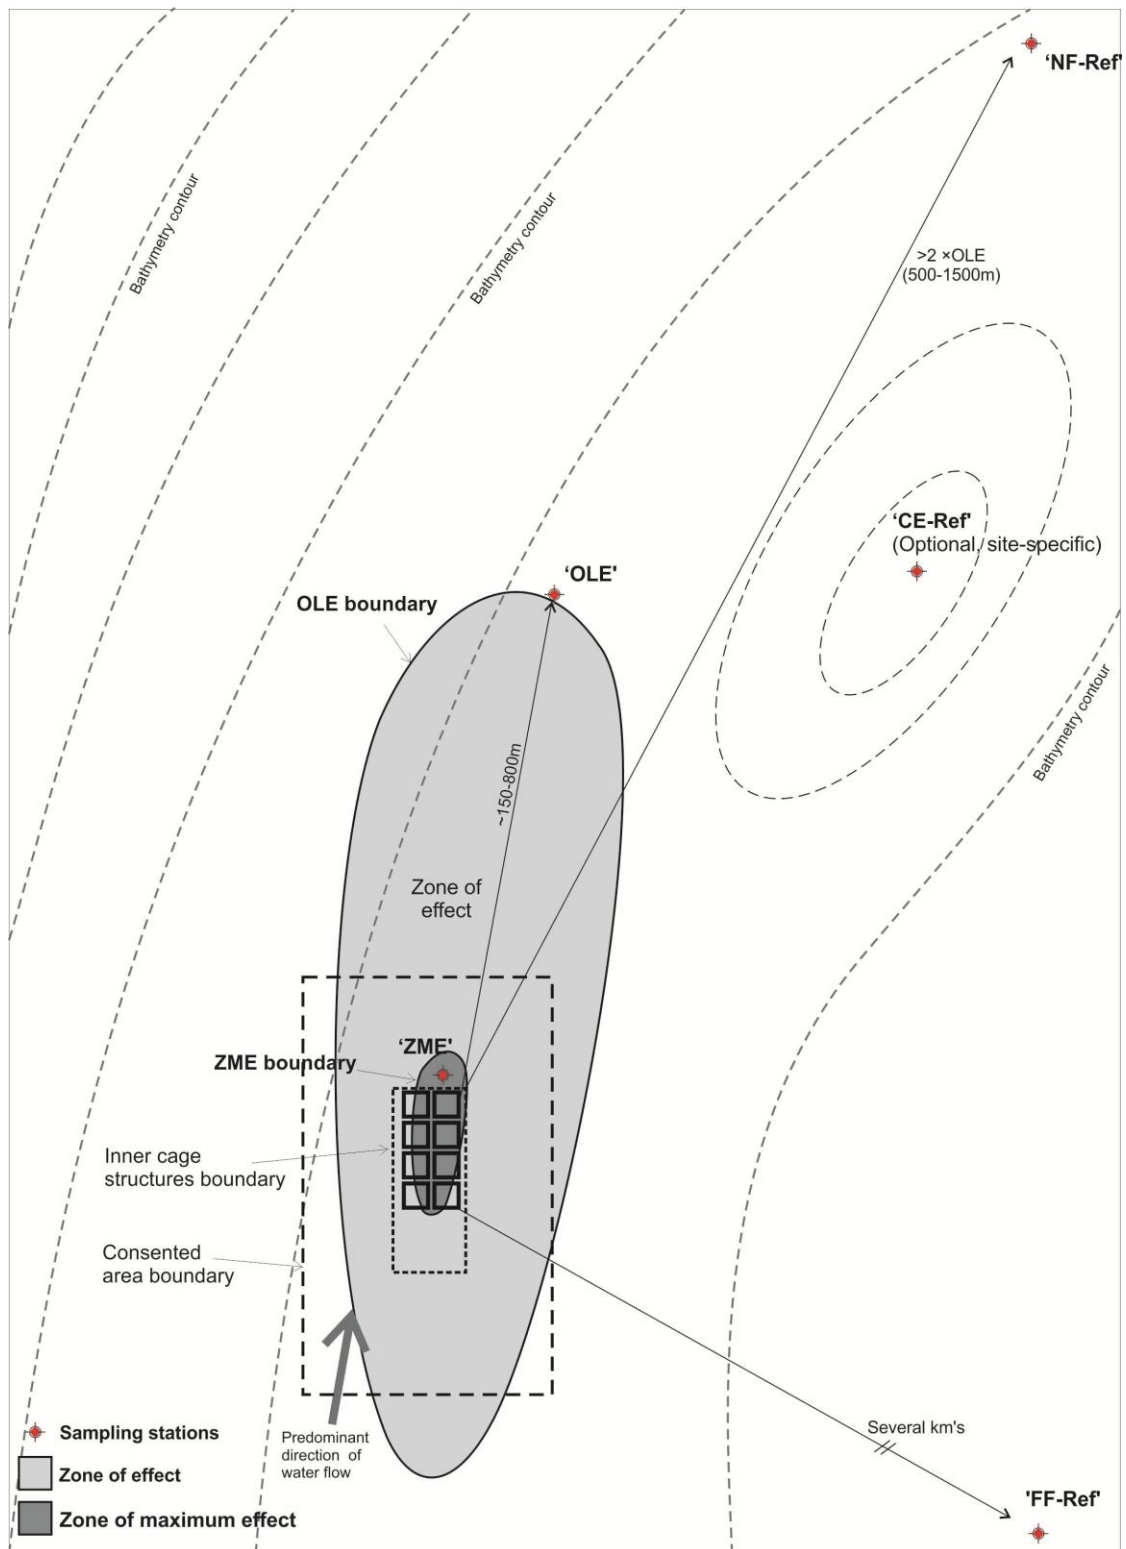 ‘NF-Ref'
Bathymetry contour
Bathymetry contour
>2 ×OLE
(500-1500m)
‘CE-Ref'
(Optional, site-specific)
‘OLE'
OLE boundary
Bathymetry contour
~150-800m
Zone of
effect
‘ZME'
ZME boundary
Inner cage
structures boundary
Consented
area boundary
Predominant
direction of
water flow
Several km's
'FF-Ref'
Sampling stations
Zone of effect
Zone of maximum effect